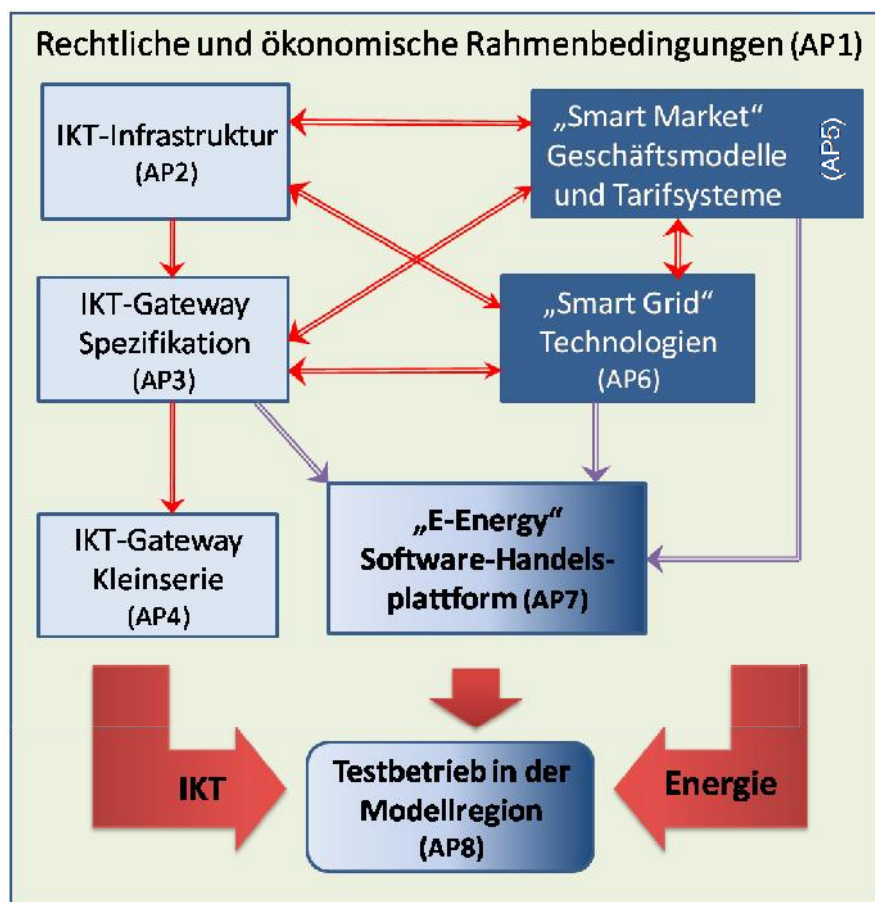 Rechtliche und ökonomische Rahmenbedingungen (AP1)
IKT-Infrastruktur
(AP2)
„Smart Market“
Geschäftsmodelle
und Tarifsysteme
(AP5)
IKT-Gateway
Spezifikation
(AP3)
„Smart Grid“
Technologien
(AP6)
IKT-Gateway
Kleinserie
(AP4)
„E-Energy“
Software-Handels-
plattform (AP7)
IKT
Testbetrieb in der
Modellregion
(AP8)
Energie